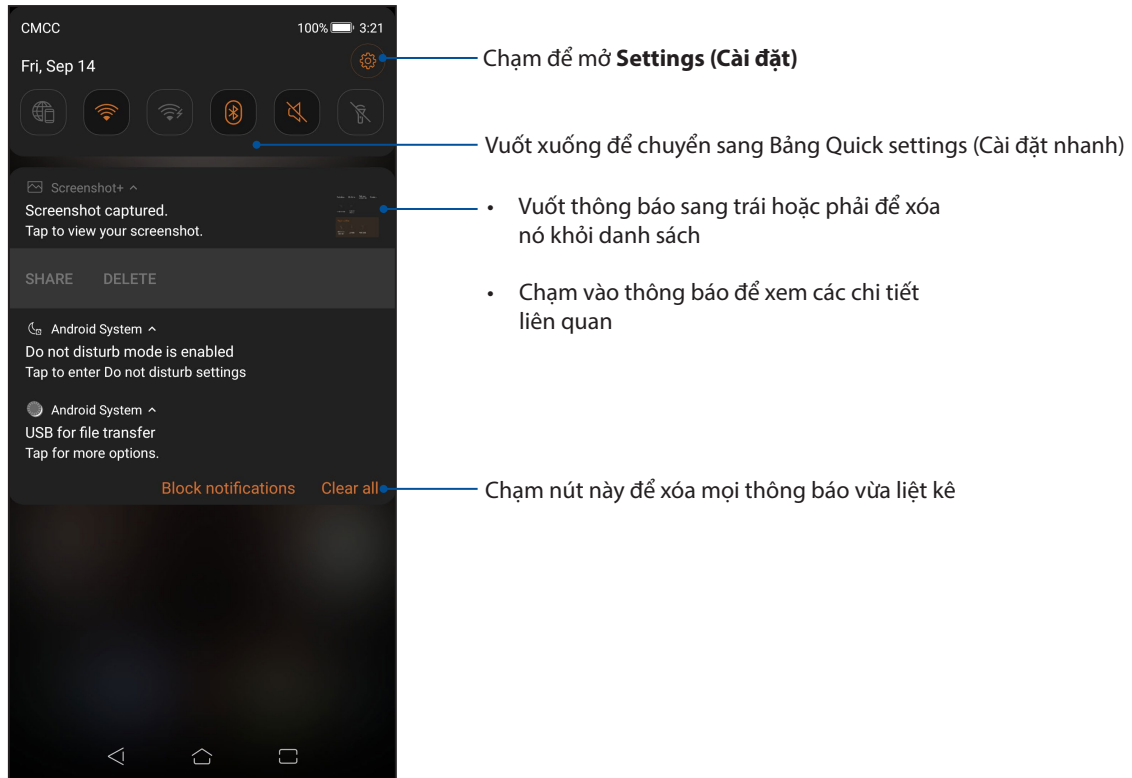 CMCC 100% 3:21
Chạm để mở Settings (Cài đặt)
Fri, Sep 14
Vuốt xuống để chuyển sang Bảng Quick settings (Cài đặt nhanh)
Screenshot+
Screenshot captured.
Tap to view your screenshot.
• Vuốt thông báo sang trái hoặc phải để xóa
nó khỏi danh sách
SHARE DELETE
• Chạm vào thông báo để xem các chi tiết
liên quan
Android System
Do not disturb mode is enabled
Tap to enter Do not disturb settings
Android System
USB for file transfer
Tap for more options.
Block notifications Clear all
Chạm nút này để xóa mọi thông báo vừa liệt kê